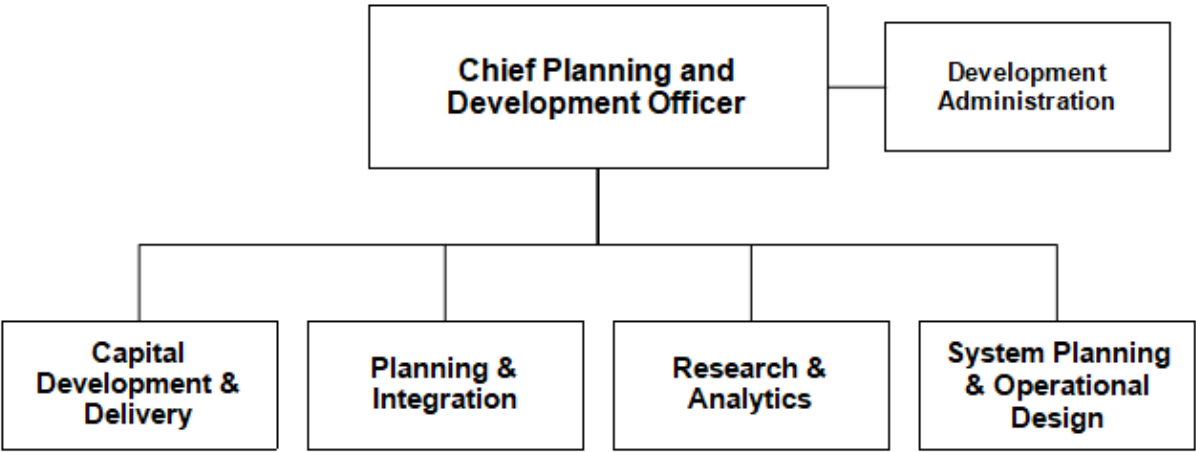 Chief Planning and
Development Officer
Development
Administration
Capital
Development &
Delivery
Planning &
Integration
Research &
Analytics
System Planning
& Operational
Design